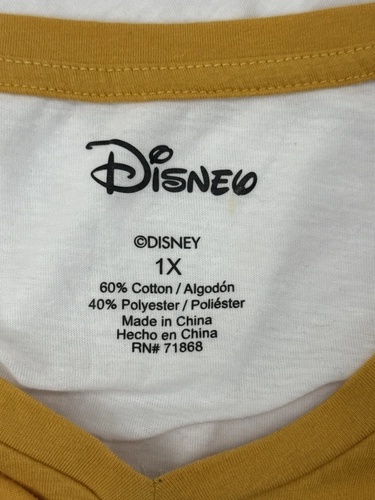 Disney
©DISNEY
1X
60% Cotton / Algodón
40% Polyester / Poliéster
Made in China
Hecho en China
RN# 71868